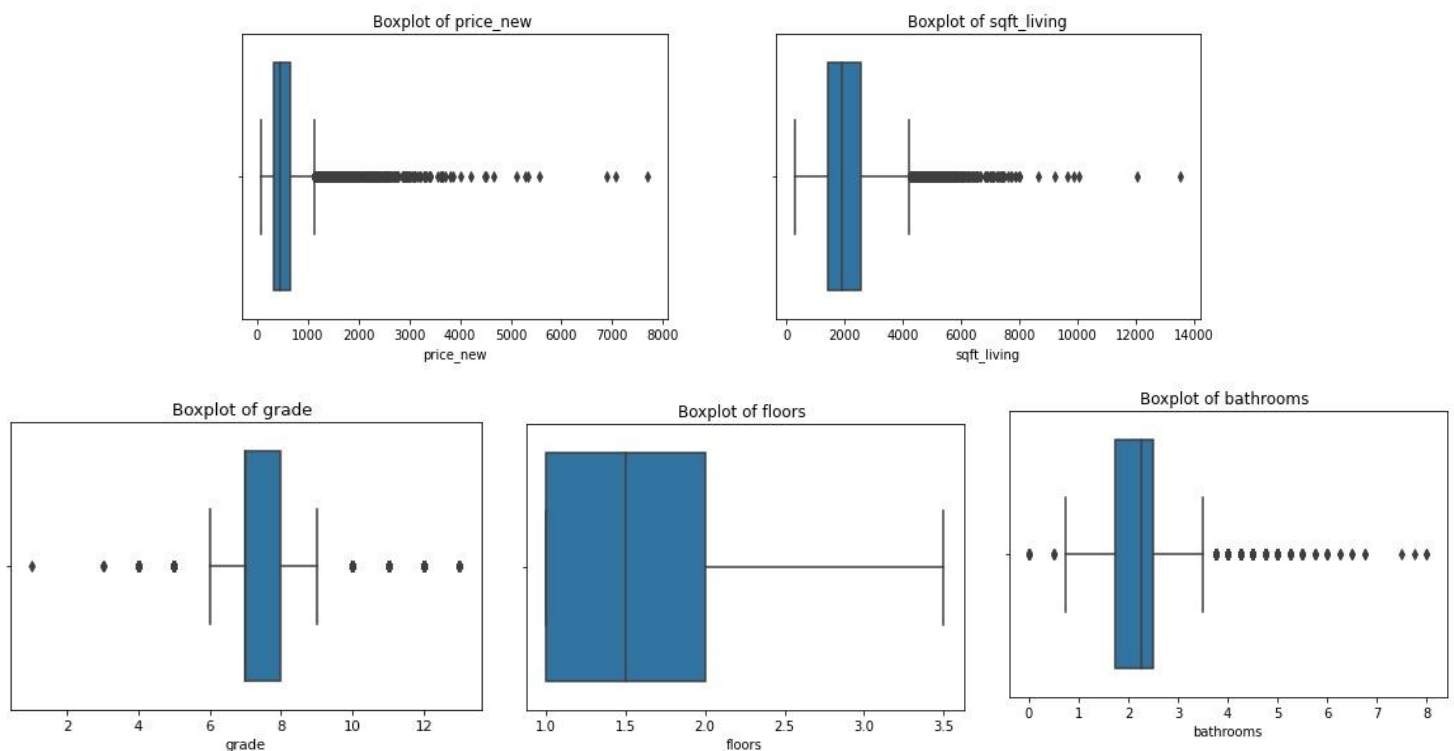 Boxplot of price_new
0 1000 2000 3000 4000 5000 6000 7000 8000
price_new
Boxplot of sqft_living
0 2000 4000 6000 8000 10000 12000 14000
sqft_living
Boxplot of grade
2 4 6 8 10 12
grade
Boxplot of floors
1.0 1.5 2.0 2.5 3.0 3.5
floors
Boxplot of bathrooms
0 1 2 3 4 5 6 7 8
bathrooms